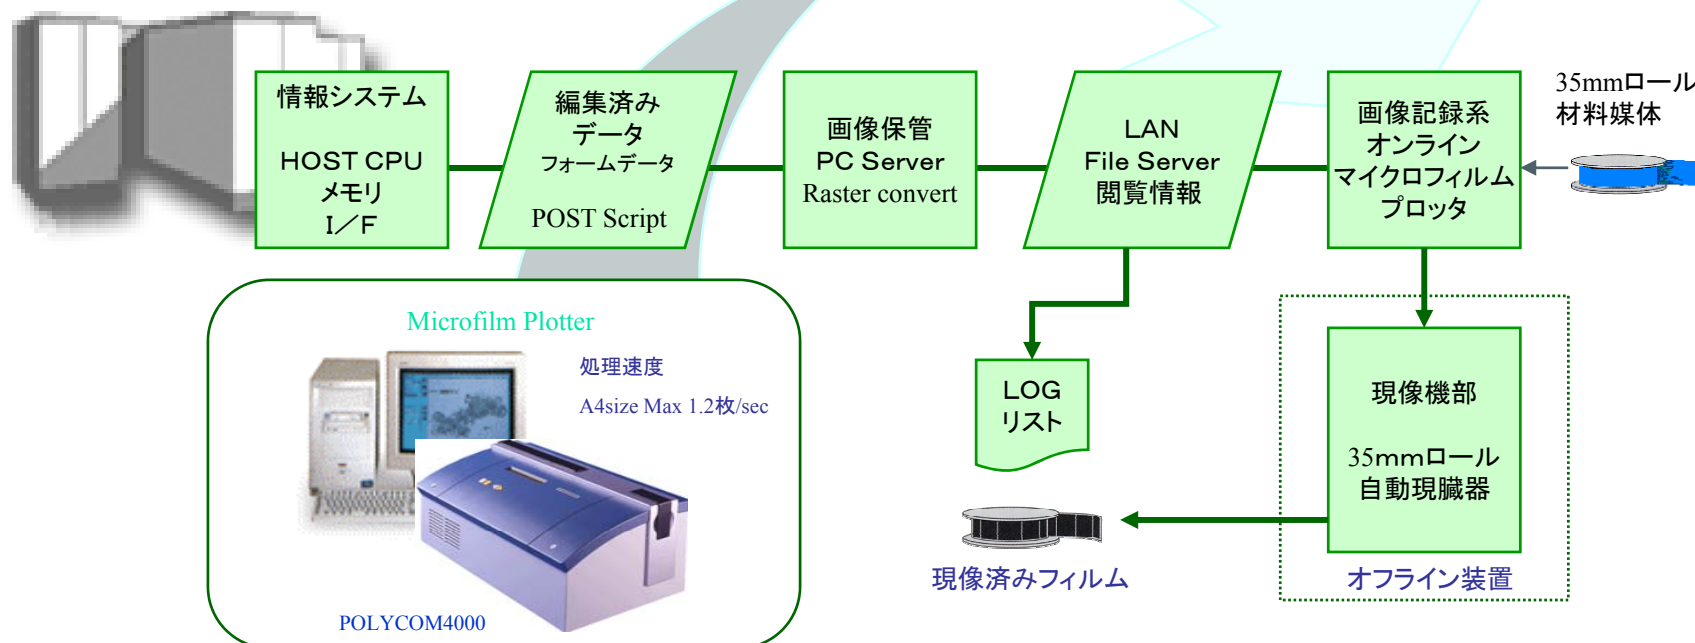 情報システム
HOST CPU
メモリ
I／F
編集済み
データ
フォームデータ
POST Script
画像保管
PC Server
Raster convert
LAN
File Server
閲覧情報
画像記録系
オンライン
マイクロフィルム
プロッタ
35mmロール
材料媒体
Microfilm Plotter
処理速度
A4size Max 1.2枚/sec
POLYCOM4000
LOG
リスト
現像機部
35mmロール
自動現臓器
現像済みフィルム
オフライン装置